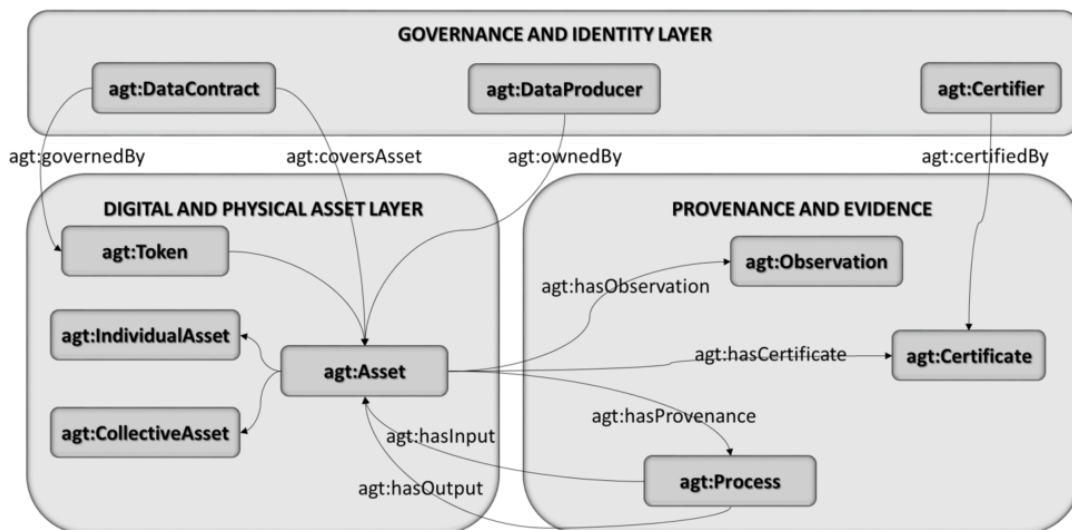 GOVERNANCE AND IDENTITY LAYER
agt:DataContract
agt:DataProducer
agt:Certifier
agt:governedBy
agt:coversAsset
agt:ownedBy
agt:certifiedBy
DIGITAL AND PHYSICAL ASSET LAYER
agt:Token
agt:IndividualAsset
agt:Asset
agt:CollectiveAsset
PROVENANCE AND EVIDENCE
agt:Observation
agt:hasObservation
agt:hasCertificate
agt:Certificate
agt:hasProvenance
agt:hasInput
agt:hasOutput
agt:Process